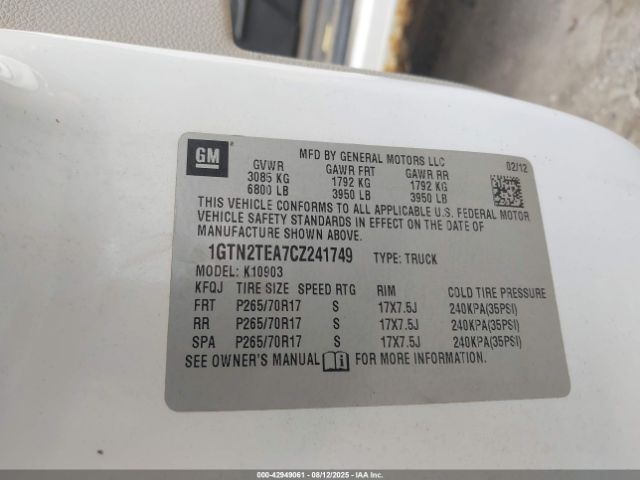 GM
MFD BY GENERAL MOTORS LLC 02/12
GVWR GAWR FRT GAWR RR
3085 KG 1792 KG 1792 KG
6800 LB 3950 LB 3950 LB
THIS VEHICLE CONFORMS TO ALL APPLICABLE U.S. FEDERAL MOTOR
VEHICLE SAFETY STANDARDS IN EFFECT ON THE DATE OF
MANUFACTURE SHOWN ABOVE.
1GTN2TEA7CZ241749 TYPE: TRUCK
MODEL: K10903
KFQJ TIRE SIZE SPEED RTG RIM COLD TIRE PRESSURE
FRT P265/70R17 S 17X7.5J 240KPA(35PSI)
RR P265/70R17 S 17X7.5J 240KPA(35PSI)
SPA P265/70R17 S 17X7.5J 240KPA(35PSI)
SEE OWNER'S MANUAL FOR MORE INFORMATION.
000-42949061 - 08/12/2025 - IAAI.COM